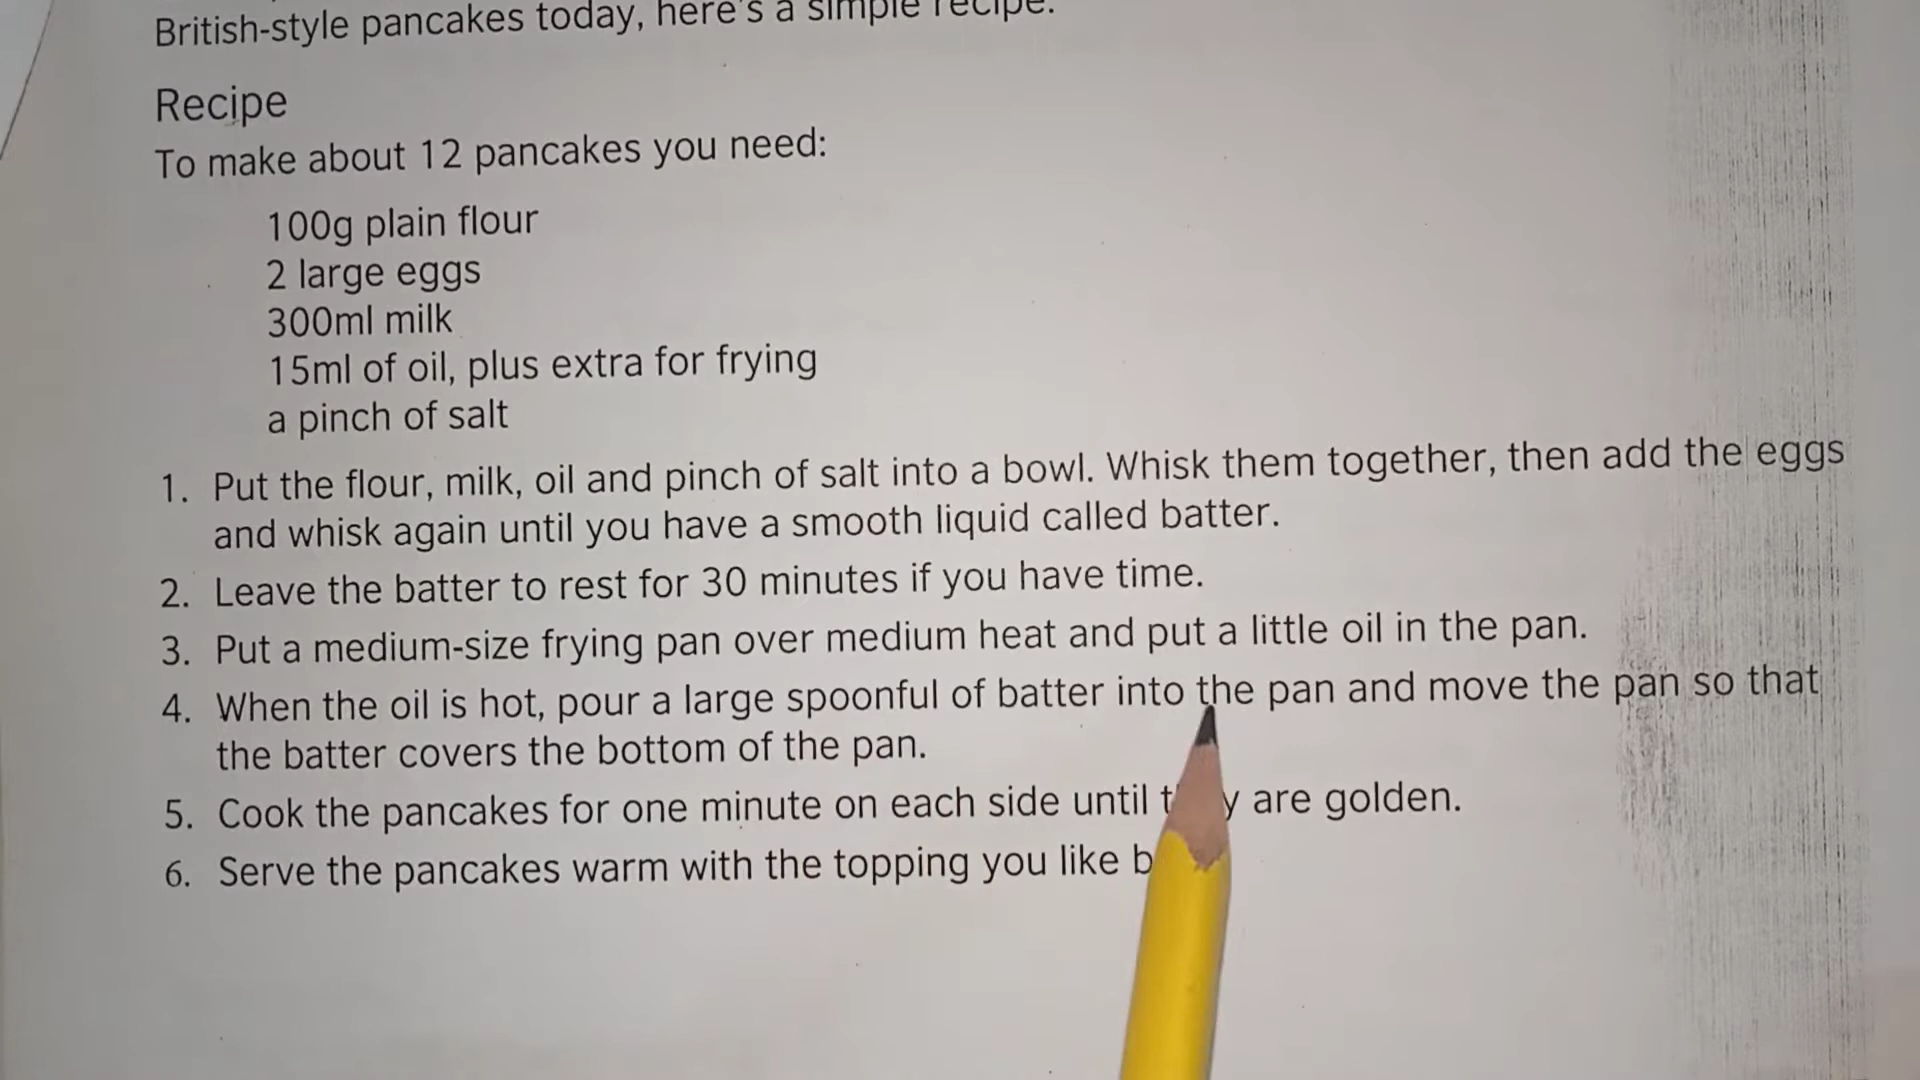 British-style pancakes today, here's a simple recipe.
Recipe
To make about 12 pancakes you need:
100g plain flour
2 large eggs
300ml milk
15ml of oil, plus extra for frying
a pinch of salt
1. Put the flour, milk, oil and pinch of salt into a bowl. Whisk them together, then add the eggs
and whisk again until you have a smooth liquid called batter.
2. Leave the batter to rest for 30 minutes if you have time.
3. Put a medium-size frying pan over medium heat and put a little oil in the pan.
4. When the oil is hot, pour a large spoonful of batter into the pan and move the pan so that
the batter covers the bottom of the pan.
5. Cook the pancakes for one minute on each side until they are golden.
6. Serve the pancakes warm with the topping you like